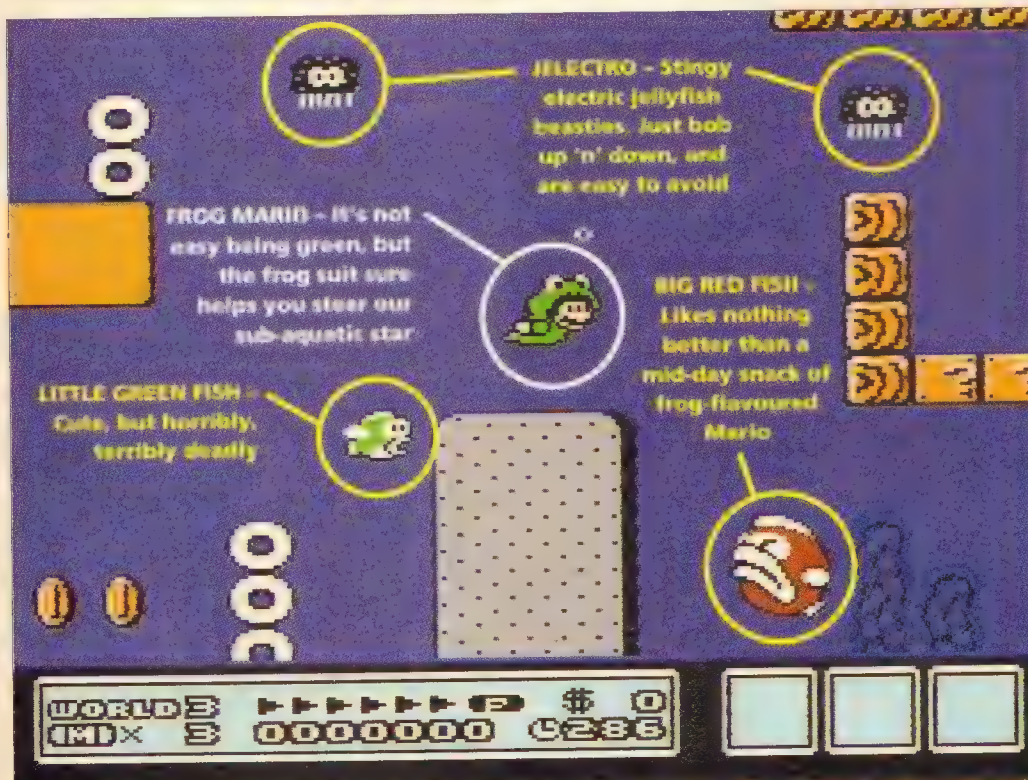 JELECTRO – Stingy
electric jellyfish
beasties. Just bob
up 'n' down, and
are easy to avoid
FROG MARIO – It's not
easy being green, but
the frog suit sure
helps you steer our
sub-aquatic star
BIG RED FISH –
Likes nothing
better than a
mid-day snack of
frog-flavoured
Mario
LITTLE GREEN FISH –
Cute, but horribly,
terribly deadly
WORLD 3 P $ 0
M × 3 0000000 286